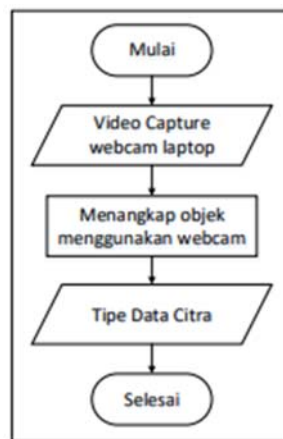 Mulai
Video Capture
webcam laptop
Menangkap objek
menggunakan webcam
Tipe Data Citra
Selesai